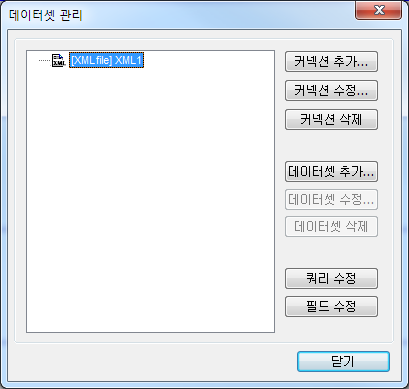 데이터셋 관리
[XMLfile] XML1
커넥션 추가...
커넥션 수정...
커넥션 삭제
데이터셋 추가...
데이터셋 수정...
데이터셋 삭제
쿼리 수정
필드 수정
닫기